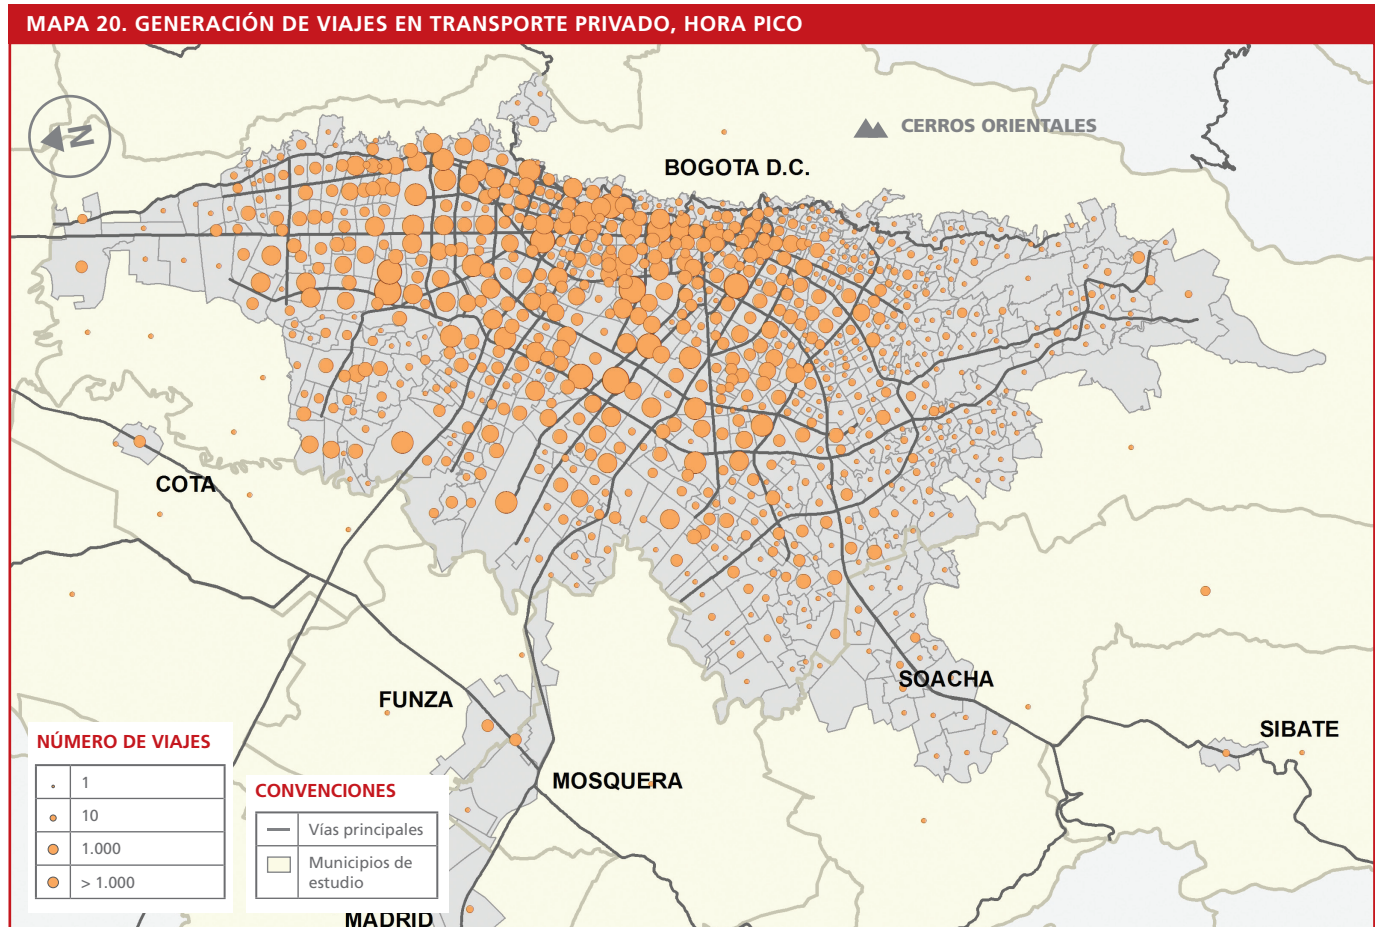 MAPA 20. GENERACIÓN DE VIAJES EN TRANSPORTE PRIVADO, HORA PICO
N
CERROS ORIENTALES
BOGOTA D.C.
COTA
FUNZA
SOACHA
SIBATE
MOSQUERA
MADRID
NÚMERO DE VIAJES
1
10
1.000
> 1.000
CONVENCIONES
Vías principales
Municipios de
estudio